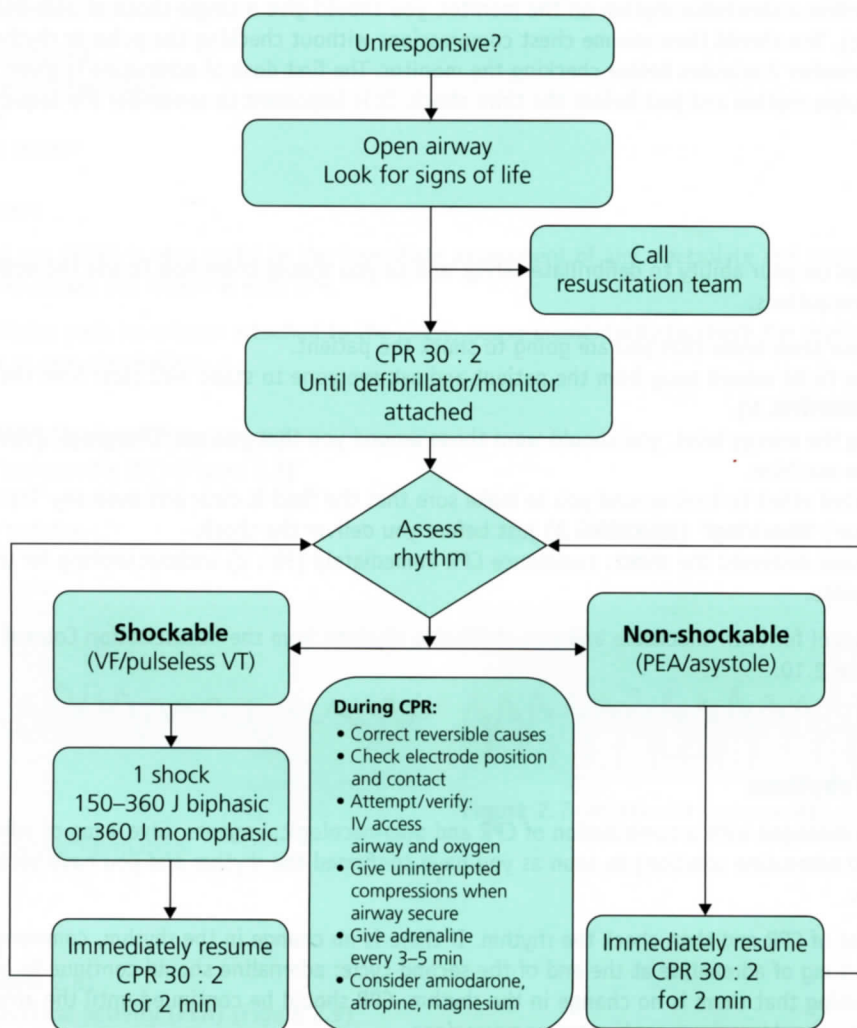 Unresponsive?
Open airway
Look for signs of life
Call
resuscitation team
CPR 30 : 2
Until defibrillator/monitor
attached
Assess
rhythm
Shockable
(VF/pulseless VT)
Non-shockable
(PEA/asystole)
1 shock
150–360 J biphasic
or 360 J monophasic
Immediately resume
CPR 30 : 2
for 2 min
During CPR:
• Correct reversible causes
• Check electrode position
and contact
• Attempt/verify:
IV access
airway and oxygen
• Give uninterrupted
compressions when
airway secure
• Give adrenaline
every 3–5 min
• Consider amiodarone,
atropine, magnesium
Immediately resume
CPR 30 : 2
for 2 min